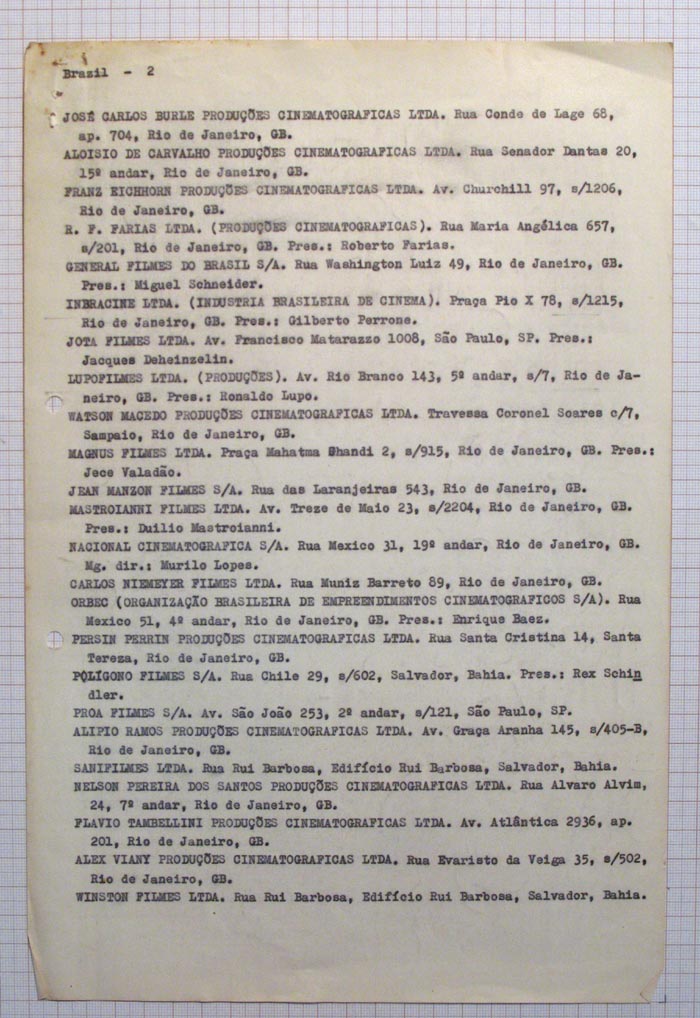 Brazil - 2
JOSÉ CARLOS BURLE PRODUÇÕES CINEMATOGRAFICAS LTDA. Rua Conde de Lage 68,
ap. 704, Rio de Janeiro, GB.
ALOISIO DE CARVALHO PRODUÇÕES CINEMATOGRAFICAS LTDA. Rua Senador Dantas 20,
15º andar, Rio de Janeiro, GB.
FRANZ EICHHORN PRODUÇÕES CINEMATOGRAFICAS LTDA. Av. Churchill 97, s/1206,
Rio de Janeiro, GB.
R. F. FARIAS LTDA. (PRODUÇÕES CINEMATOGRAFICAS). Rua Maria Angélica 657,
s/201, Rio de Janeiro, GB. Pres.: Roberto Farias.
GENERAL FILMES DO BRASIL S/A. Rua Washington Luiz 49, Rio de Janeiro, GB.
Pres.: Miguel Schneider.
INBRACINE LTDA. (INDUSTRIA BRASILEIRA DE CINEMA). Praça Pio X 78, s/1215,
Rio de Janeiro, GB. Pres.: Gilberto Perrone.
JOTA FILMES LTDA. Av. Francisco Matarazzo 1008, São Paulo, SP. Pres.:
Jacques Deheinzelin.
LUPOFILMES LTDA. (PRODUÇÕES). Av. Rio Branco 143, 5º andar, s/7, Rio de Ja-
neiro, GB. Pres.: Ronaldo Lupo.
WATSON MACEDO PRODUÇÕES CINEMATOGRAFICAS LTDA. Travessa Coronel Soares c/7,
Sampaio, Rio de Janeiro, GB.
MAGNUS FILMES LTDA. Praça Mahatma Ghandi 2, s/915, Rio de Janeiro, GB. Pres.:
Jece Valadão.
JEAN MANZON FILMES S/A. Rua das Laranjeiras 543, Rio de Janeiro, GB.
MASTROIANNI FILMES LTDA. Av. Treze de Maio 23, s/2204, Rio de Janeiro, GB.
Pres.: Duilio Mastroianni.
NACIONAL CINEMATOGRAFICA S/A. Rua Mexico 31, 19º andar, Rio de Janeiro, GB.
Mg. dir.: Murilo Lopes.
CARLOS NIEMEYER FILMES LTDA. Rua Muniz Barreto 89, Rio de Janeiro, GB.
ORBEC (ORGANIZAÇÃO BRASILEIRA DE EMPREENDIMENTOS CINEMATOGRAFICOS S/A). Rua
Mexico 51, 4º andar, Rio de Janeiro, GB. Pres.: Enrique Baez.
PERSIN PERRIN PRODUÇÕES CINEMATOGRAFICAS LTDA. Rua Santa Cristina 14, Santa
Tereza, Rio de Janeiro, GB.
POLÍGONO FILMES S/A. Rua Chile 29, s/602, Salvador, Bahia. Pres.: Rex Schin
dler.
PROA FILMES S/A. Av. São João 253, 2º andar, s/121, São Paulo, SP.
ALIPIO RAMOS PRODUÇÕES CINEMATOGRAFICAS LTDA. Av. Graça Aranha 145, s/405-B,
Rio de Janeiro, GB.
SANIFILMES LTDA. Rua Rui Barbosa, Edifício Rui Barbosa, Salvador, Bahia.
NELSON PEREIRA DOS SANTOS PRODUÇÕES CINEMATOGRAFICAS LTDA. Rua Alvaro Alvim,
24, 7º andar, Rio de Janeiro, GB.
FLAVIO TAMBELLINI PRODUÇÕES CINEMATOGRAFICAS LTDA. Av. Atlântica 2936, ap.
201, Rio de Janeiro, GB.
ALEX VIANY PRODUÇÕES CINEMATOGRAFICAS LTDA. Rua Evaristo da Veiga 35, s/502,
Rio de Janeiro, GB.
WINSTON FILMES LTDA. Rua Rui Barbosa, Edifício Rui Barbosa, Salvador, Bahia.